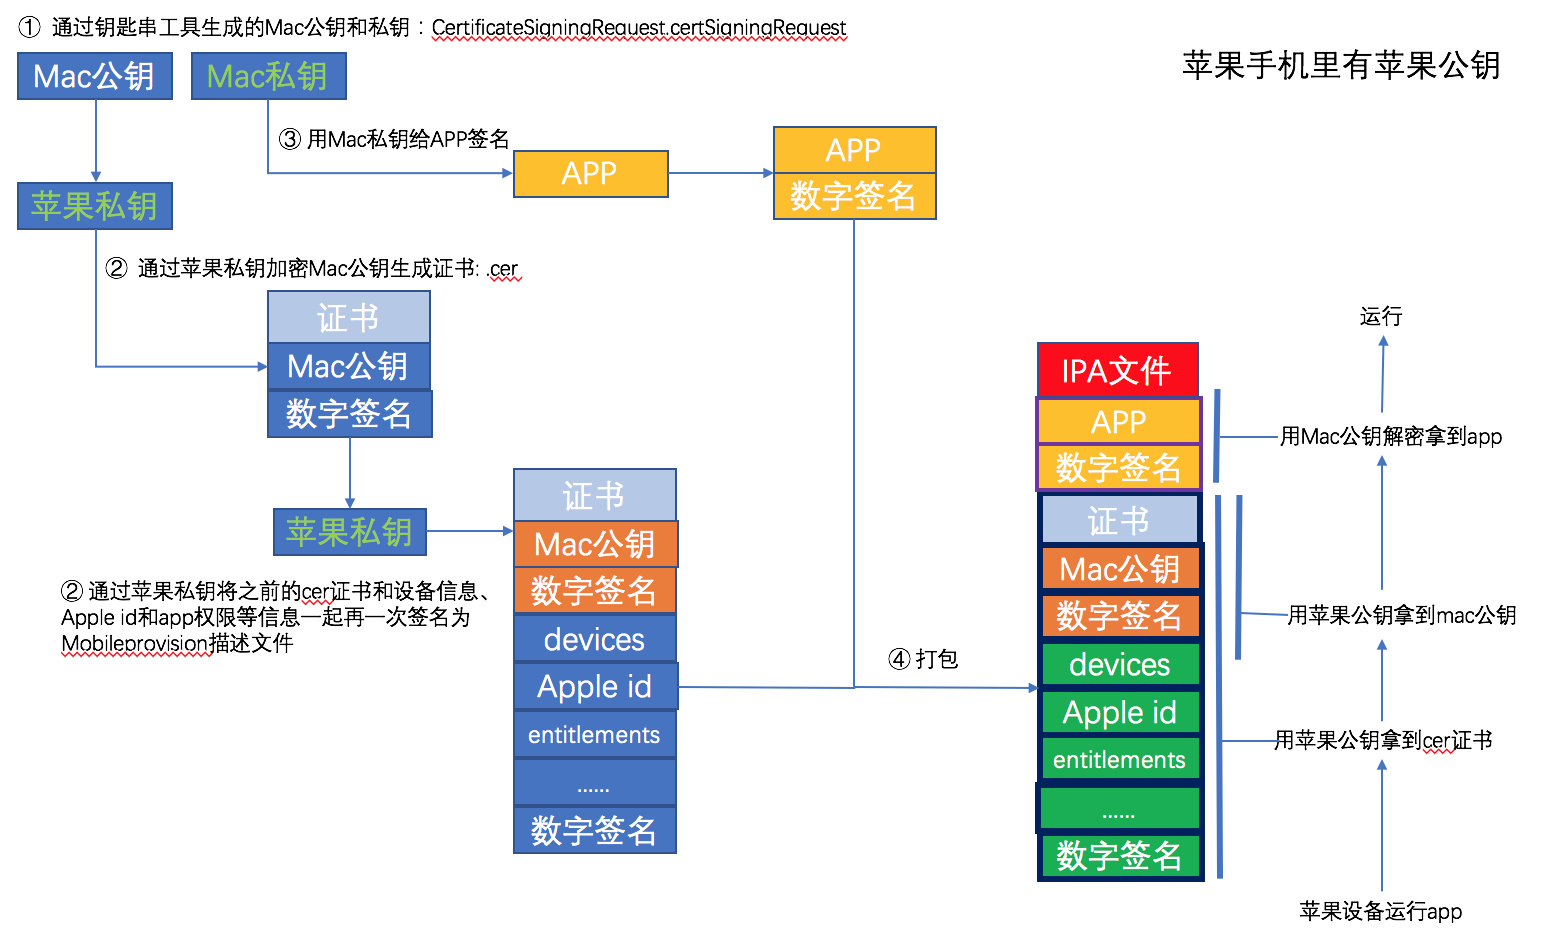 ① 通过钥匙串工具生成的Mac公钥和私钥：CertificateSigningRequest.certSigningRequest
苹果手机里有苹果公钥
Mac公钥
Mac私钥
③ 用Mac私钥给APP签名
APP
APP
数字签名
苹果私钥
② 通过苹果私钥加密Mac公钥生成证书: .cer
证书
Mac公钥
数字签名
苹果私钥
② 通过苹果私钥将之前的cer证书和设备信息、
Apple id和app权限等信息一起再一次签名为
Mobileprovision描述文件
证书
Mac公钥
数字签名
devices
Apple id
entitlements
......
数字签名
④ 打包
IPA文件
APP
数字签名
证书
Mac公钥
数字签名
devices
Apple id
entitlements
......
数字签名
运行
用Mac公钥解密拿到app
用苹果公钥拿到mac公钥
用苹果公钥拿到cer证书
苹果设备运行app